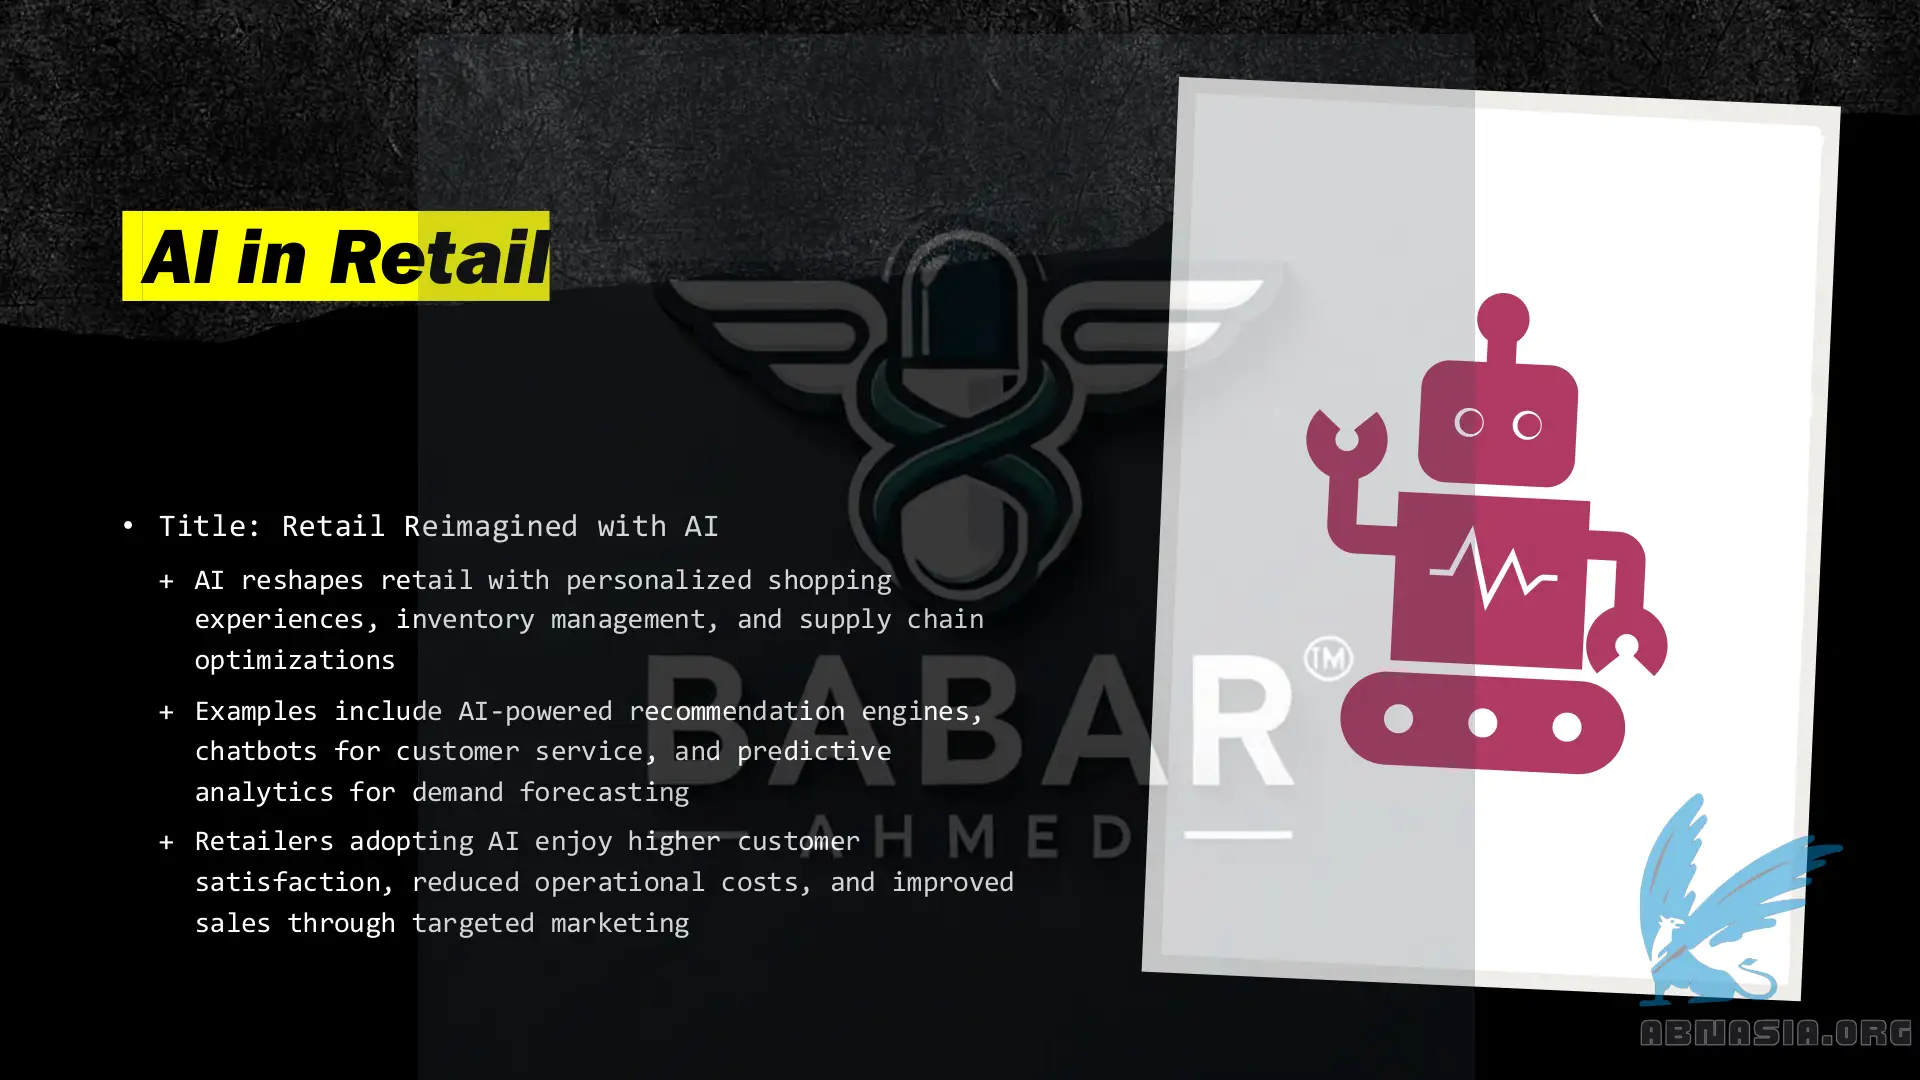 AI in Retail
• Title: Retail Reimagined with AI
+ AI reshapes retail with personalized shopping
experiences, inventory management, and supply chain
optimizations
+ Examples include AI-powered recommendation engines,
chatbots for customer service, and predictive
analytics for demand forecasting
+ Retailers adopting AI enjoy higher customer
satisfaction, reduced operational costs, and improved
sales through targeted marketing
BABAR TM
AHMED
ABNASIA.ORG